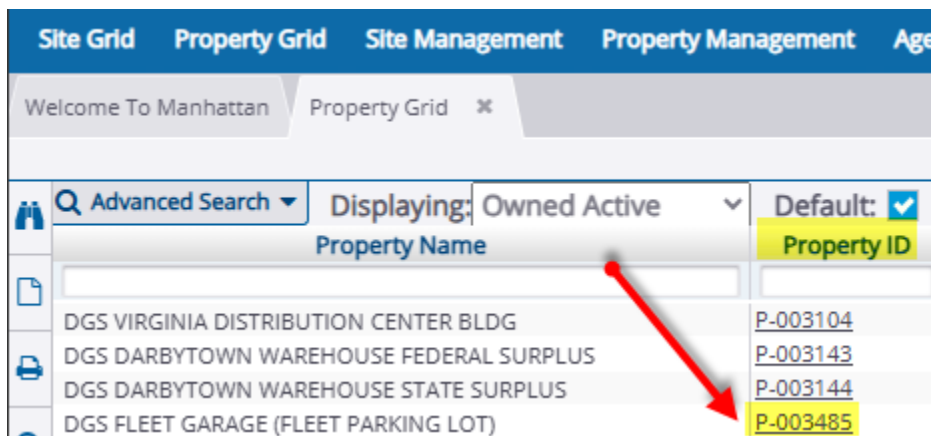 Site Grid Property Grid Site Management Property Management Age
Welcome To Manhattan Property Grid ✖
Advanced Search Displaying: Owned Active Default:
Property Name Property ID
DGS VIRGINIA DISTRIBUTION CENTER BLDG P-003104
DGS DARBYTOWN WAREHOUSE FEDERAL SURPLUS P-003143
DGS DARBYTOWN WAREHOUSE STATE SURPLUS P-003144
DGS FLEET GARAGE (FLEET PARKING LOT) P-003485